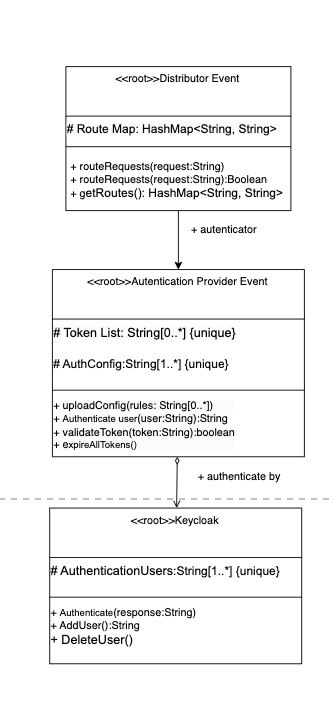 <<root>>Distributor Event
# Route Map: HashMap<String, String>
+ routeRequests(request:String)
+ routeRequests(request:String):Boolean
+ getRoutes(): HashMap<String, String>
+ autenticator
<<root>>Autentication Provider Event
# Token List: String[0..*] {unique}
# AuthConfig:String[1..*] {unique}
+ uploadConfig(rules: String[0..*])
+ Authenticate user(user:String):String
+ validateToken(token:String):boolean
+ expireAllTokens()
+ authenticate by
<<root>>Keycloak
# AuthenticationUsers:String[1..*] {unique}
+ Authenticate(response:String)
+ AddUser():String
+ DeleteUser()